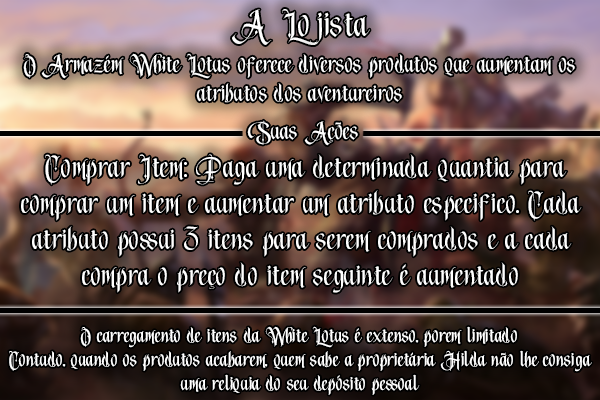 A Lojista
O Armazém White Lotus oferece diversos produtos que aumentam os
atributos dos aventureiros
Suas Ações
Comprar Item: Paga uma determinada quantia para
comprar um item e aumentar um atributo especifico. Cada
atributo possui 3 itens para serem comprados e a cada
compra o preço do item seguinte é aumentado
O carregamento de itens da White Lotus é extenso, porem limitado
Contudo, quando os produtos acabarem, quem sabe a proprietária Hilda não lhe consiga
uma reliquia do seu depósito pessoal